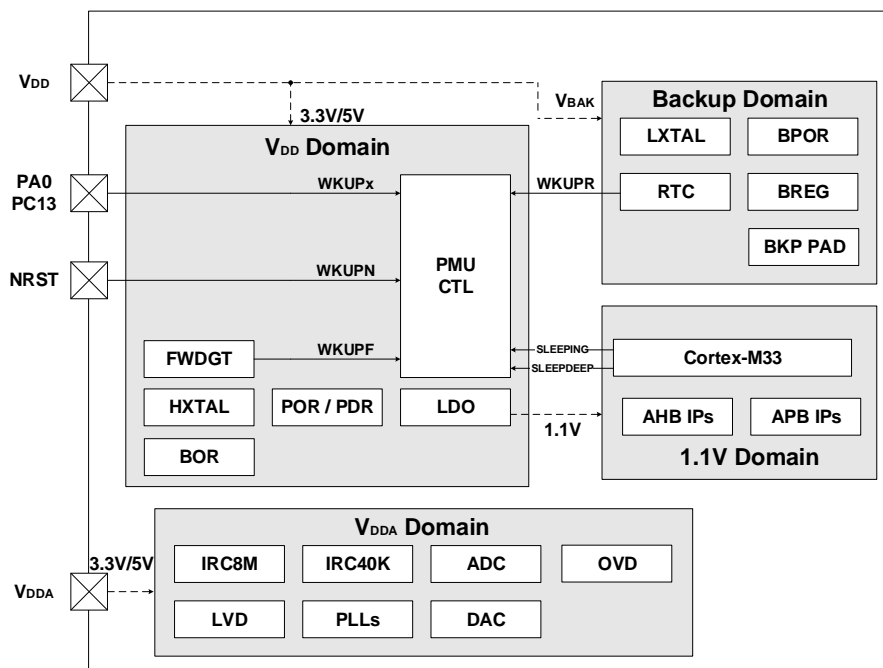 VDD
VBAK
3.3V/5V
Backup Domain
LXTAL
BPOR
RTC
BREG
BKP PAD
VDD Domain
PA0
PC13
WKUPx
WKUPR
NRST
WKUPN
PMU
CTL
FWDGT
WKUPF
SLEEPING
SLEEPDEEP
Cortex-M33
HXTAL
POR / PDR
LDO
1.1V
AHB IPs
APB IPs
1.1V Domain
BOR
VDDA Domain
3.3V/5V
VDDA
IRC8M
IRC40K
ADC
OVD
LVD
PLLs
DAC